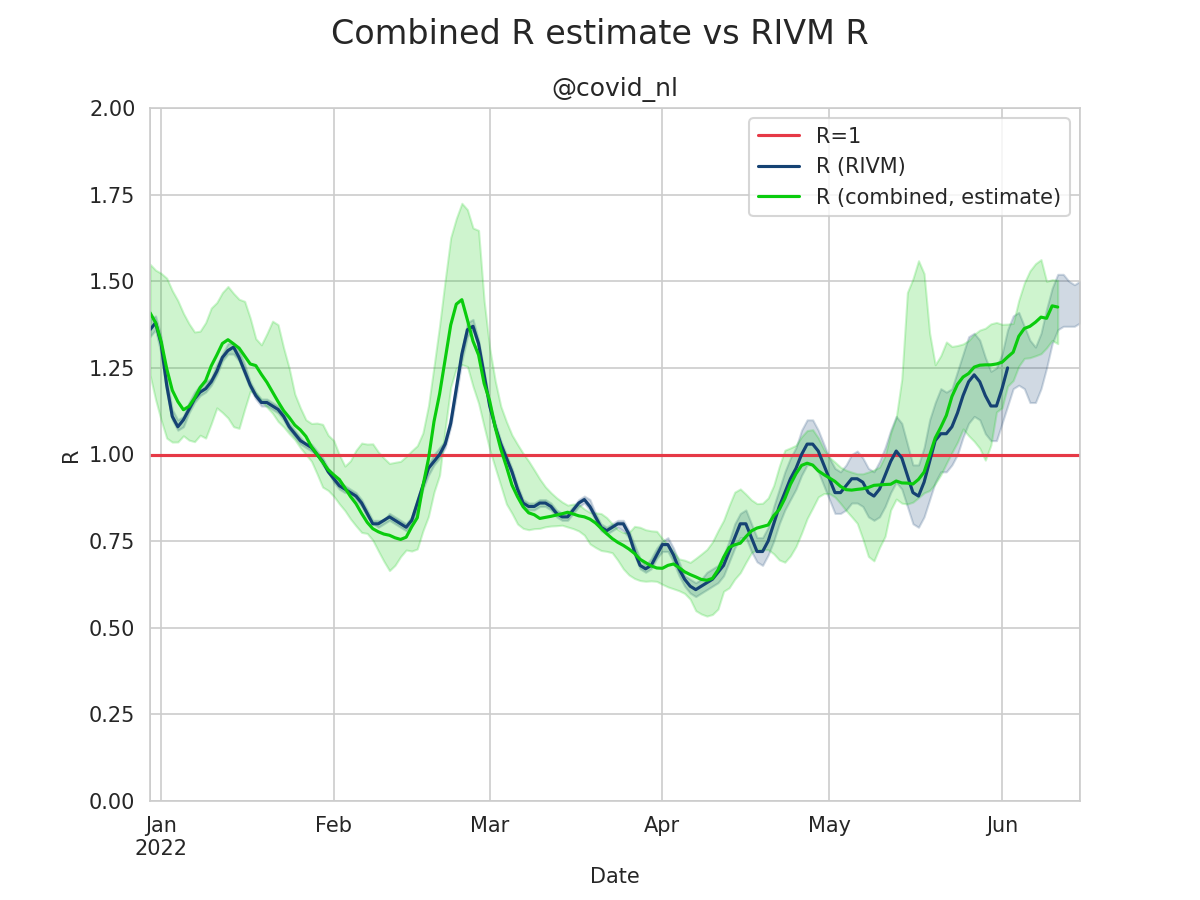 Combined R estimate vs RIVM R
@covid_nl
R=1
R (RIVM)
R (combined, estimate)
2.00
1.75
1.50
1.25
1.00
0.75
0.50
0.25
0.00
R
Jan Feb Mar Apr May Jun
2022
Date